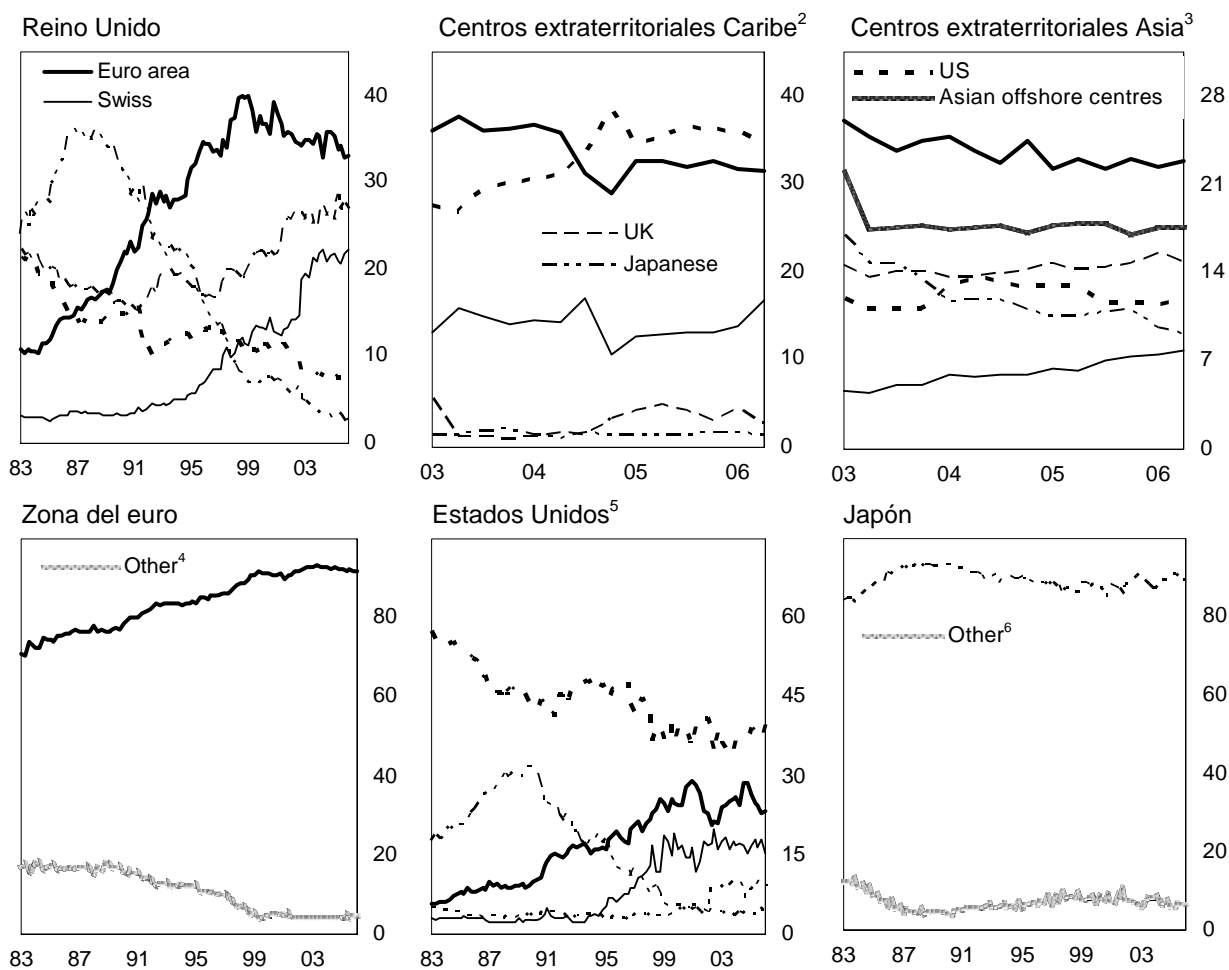 Reino Unido
Euro area
Swiss
40
30
20
10
0
83 87 91 95 99 03
Centros extraterritoriales Caribe²
UK
Japanese
40
30
20
10
0
03 04 05 06
Centros extraterritoriales Asia³
US
Asian offshore centres
28
21
14
7
0
03 04 05 06
Zona del euro
Other⁴
80
60
40
20
0
83 87 91 95 99 03
Estados Unidos⁵
60
45
30
15
0
83 87 91 95 99 03
Japón
Other⁶
80
60
40
20
0
83 87 91 95 99 03